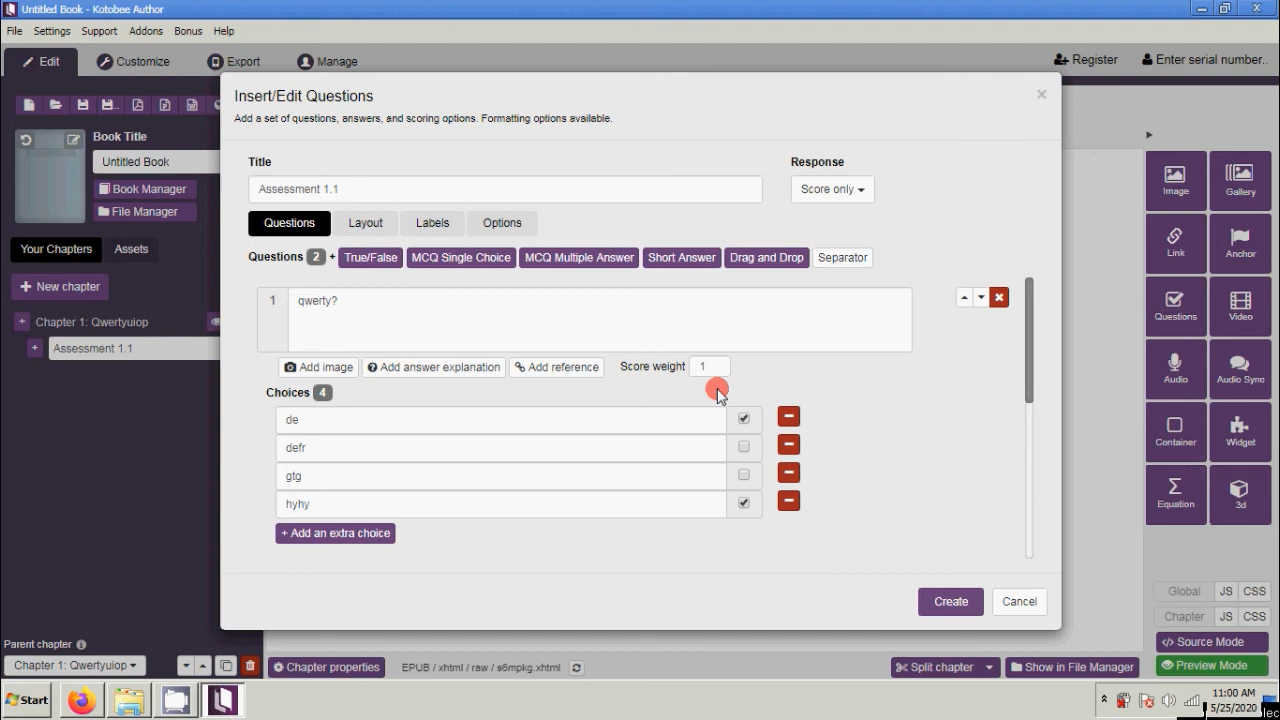 Untitled Book - Kotobee Author
File Settings Support Addons Bonus Help
Edit Customize Export Manage Register Enter serial number..
Insert/Edit Questions
Add a set of questions, answers, and scoring options. Formatting options available.
Book Title
Untitled Book
Book Manager
File Manager
Your Chapters Assets
+ New chapter
+ Chapter 1: Qwertyuiop
+ Assessment 1.1
Title Response
Assessment 1.1 Score only
Questions Layout Labels Options
Questions 2 + True/False MCQ Single Choice MCQ Multiple Answer Short Answer Drag and Drop Separator
1 qwerty?
Add image Add answer explanation Add reference Score weight 1
Choices 4
de
defr
gtg
hyhy
+ Add an extra choice
Create Cancel
Image Gallery
Link Anchor
Questions Video
Audio Audio Sync
Container Widget
Equation 3d
Global JS CSS
Chapter JS CSS
</> Source Mode
Preview Mode
Parent chapter
Chapter 1: Qwertyuiop
Chapter properties EPUB / xhtml / raw / s6mpkg.xhtml Split chapter Show in File Manager
Start
11:00 AM
5/25/2020